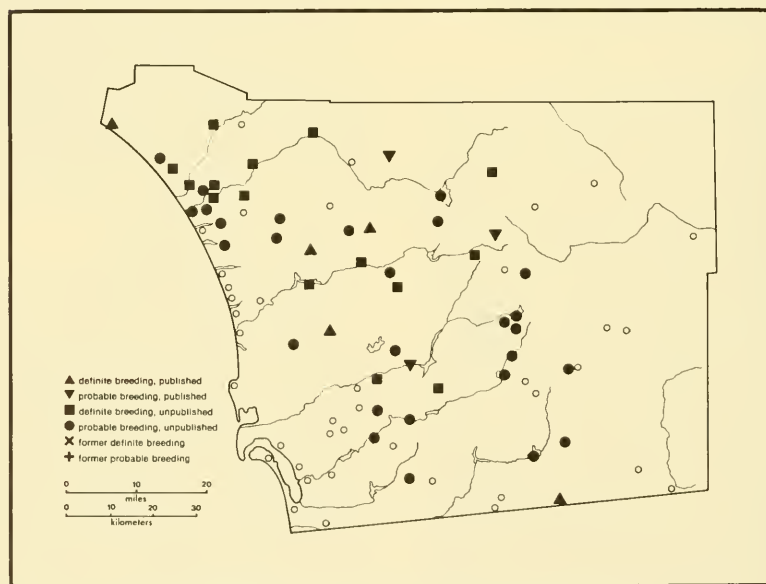 definite breeding, published
probable breeding, published
definite breeding, unpublished
probable breeding, unpublished
former definite breeding
former probable breeding
0 10 20
miles
0 10 20 30
kilometers